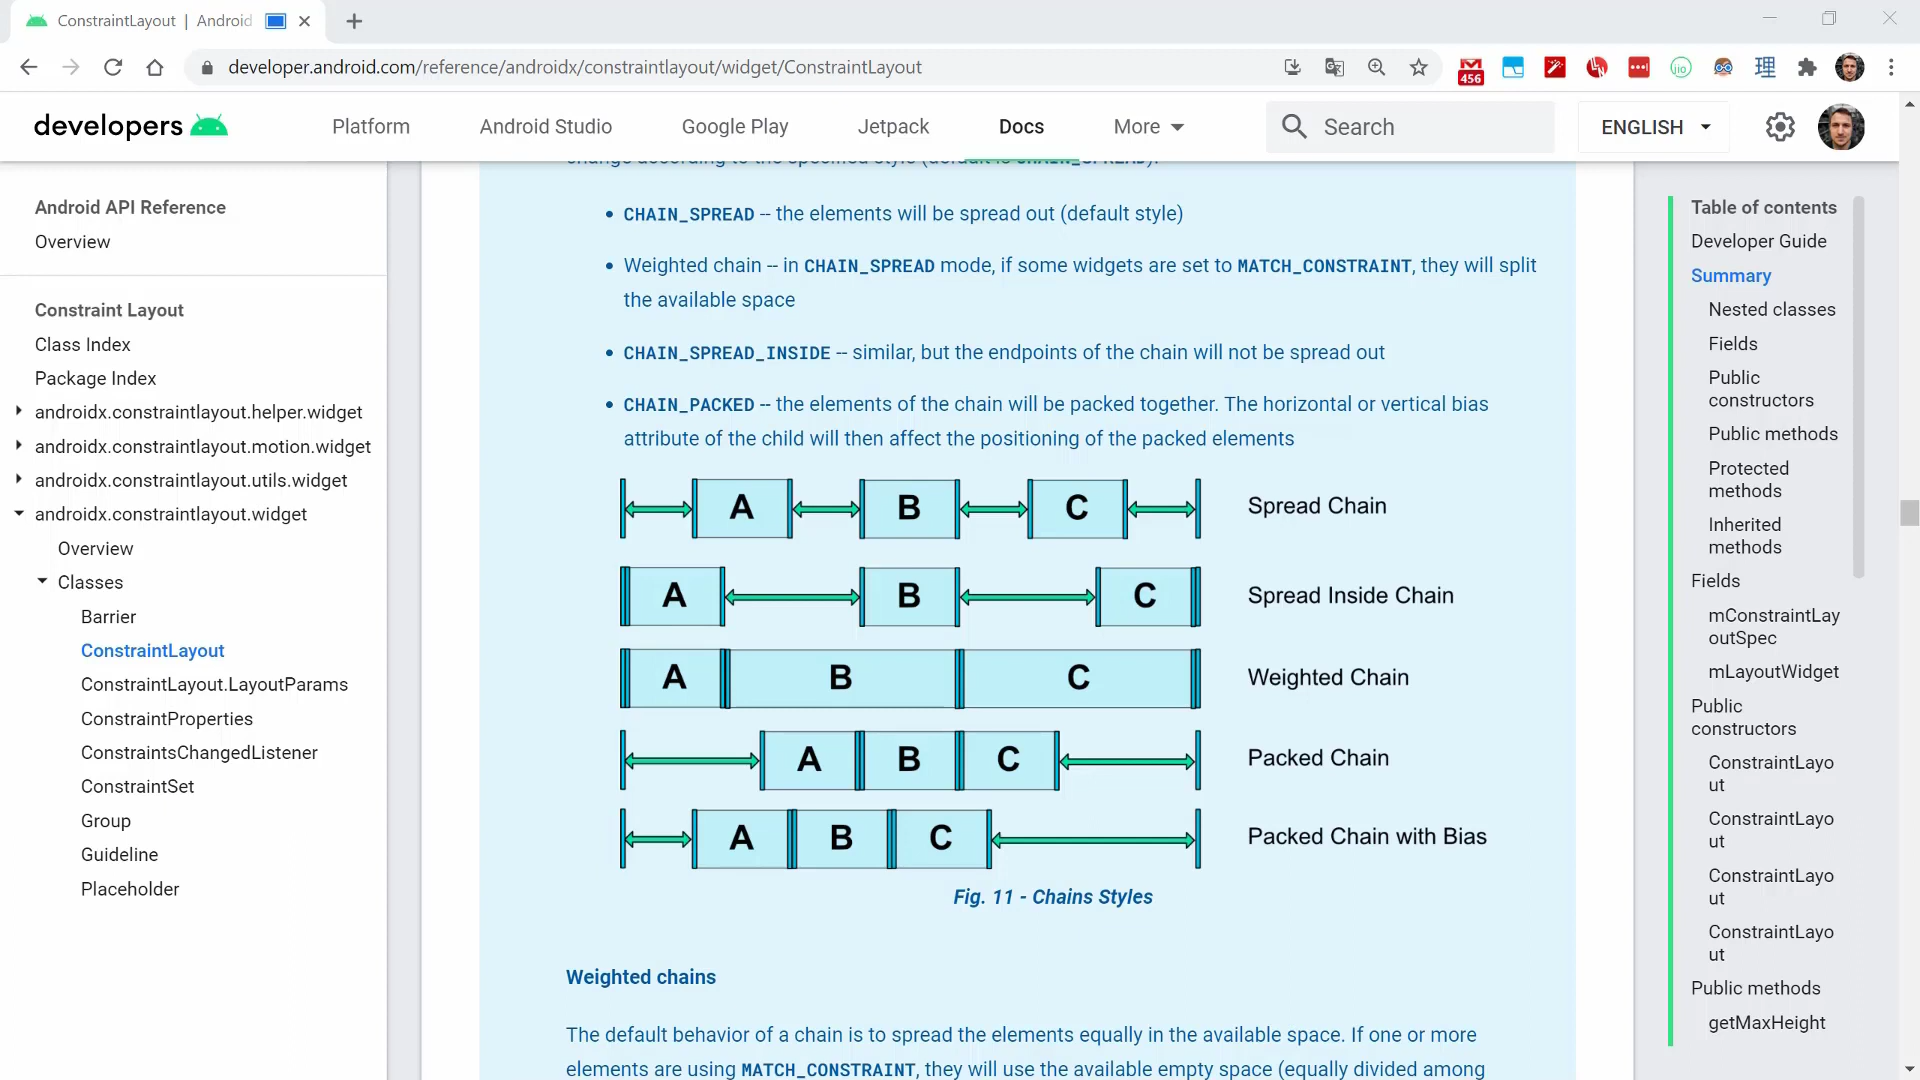 ConstraintLayout | Android
developer.android.com/reference/androidx/constraintlayout/widget/ConstraintLayout
456
jio
理
developers
Platform
Android Studio
Google Play
Jetpack
Docs
More
Search
ENGLISH
Android API Reference
Overview
Constraint Layout
Class Index
Package Index
androidx.constraintlayout.helper.widget
androidx.constraintlayout.motion.widget
androidx.constraintlayout.utils.widget
androidx.constraintlayout.widget
Overview
Classes
Barrier
ConstraintLayout
ConstraintLayout.LayoutParams
ConstraintProperties
ConstraintsChangedListener
ConstraintSet
Group
Guideline
Placeholder
change according to the specified style (default is CHAIN_SPREAD).
• CHAIN_SPREAD -- the elements will be spread out (default style)
• Weighted chain -- in CHAIN_SPREAD mode, if some widgets are set to MATCH_CONSTRAINT, they will split
the available space
• CHAIN_SPREAD_INSIDE -- similar, but the endpoints of the chain will not be spread out
• CHAIN_PACKED -- the elements of the chain will be packed together. The horizontal or vertical bias
attribute of the child will then affect the positioning of the packed elements
A B C Spread Chain
A B C Spread Inside Chain
A B C Weighted Chain
A B C Packed Chain
A B C Packed Chain with Bias
Fig. 11 - Chains Styles
Weighted chains
The default behavior of a chain is to spread the elements equally in the available space. If one or more
elements are using MATCH_CONSTRAINT, they will use the available empty space (equally divided among
Table of contents
Developer Guide
Summary
Nested classes
Fields
Public
constructors
Public methods
Protected
methods
Inherited
methods
Fields
mConstraintLay
outSpec
mLayoutWidget
Public
constructors
ConstraintLayo
ut
ConstraintLayo
ut
ConstraintLayo
ut
ConstraintLayo
ut
Public methods
getMaxHeight